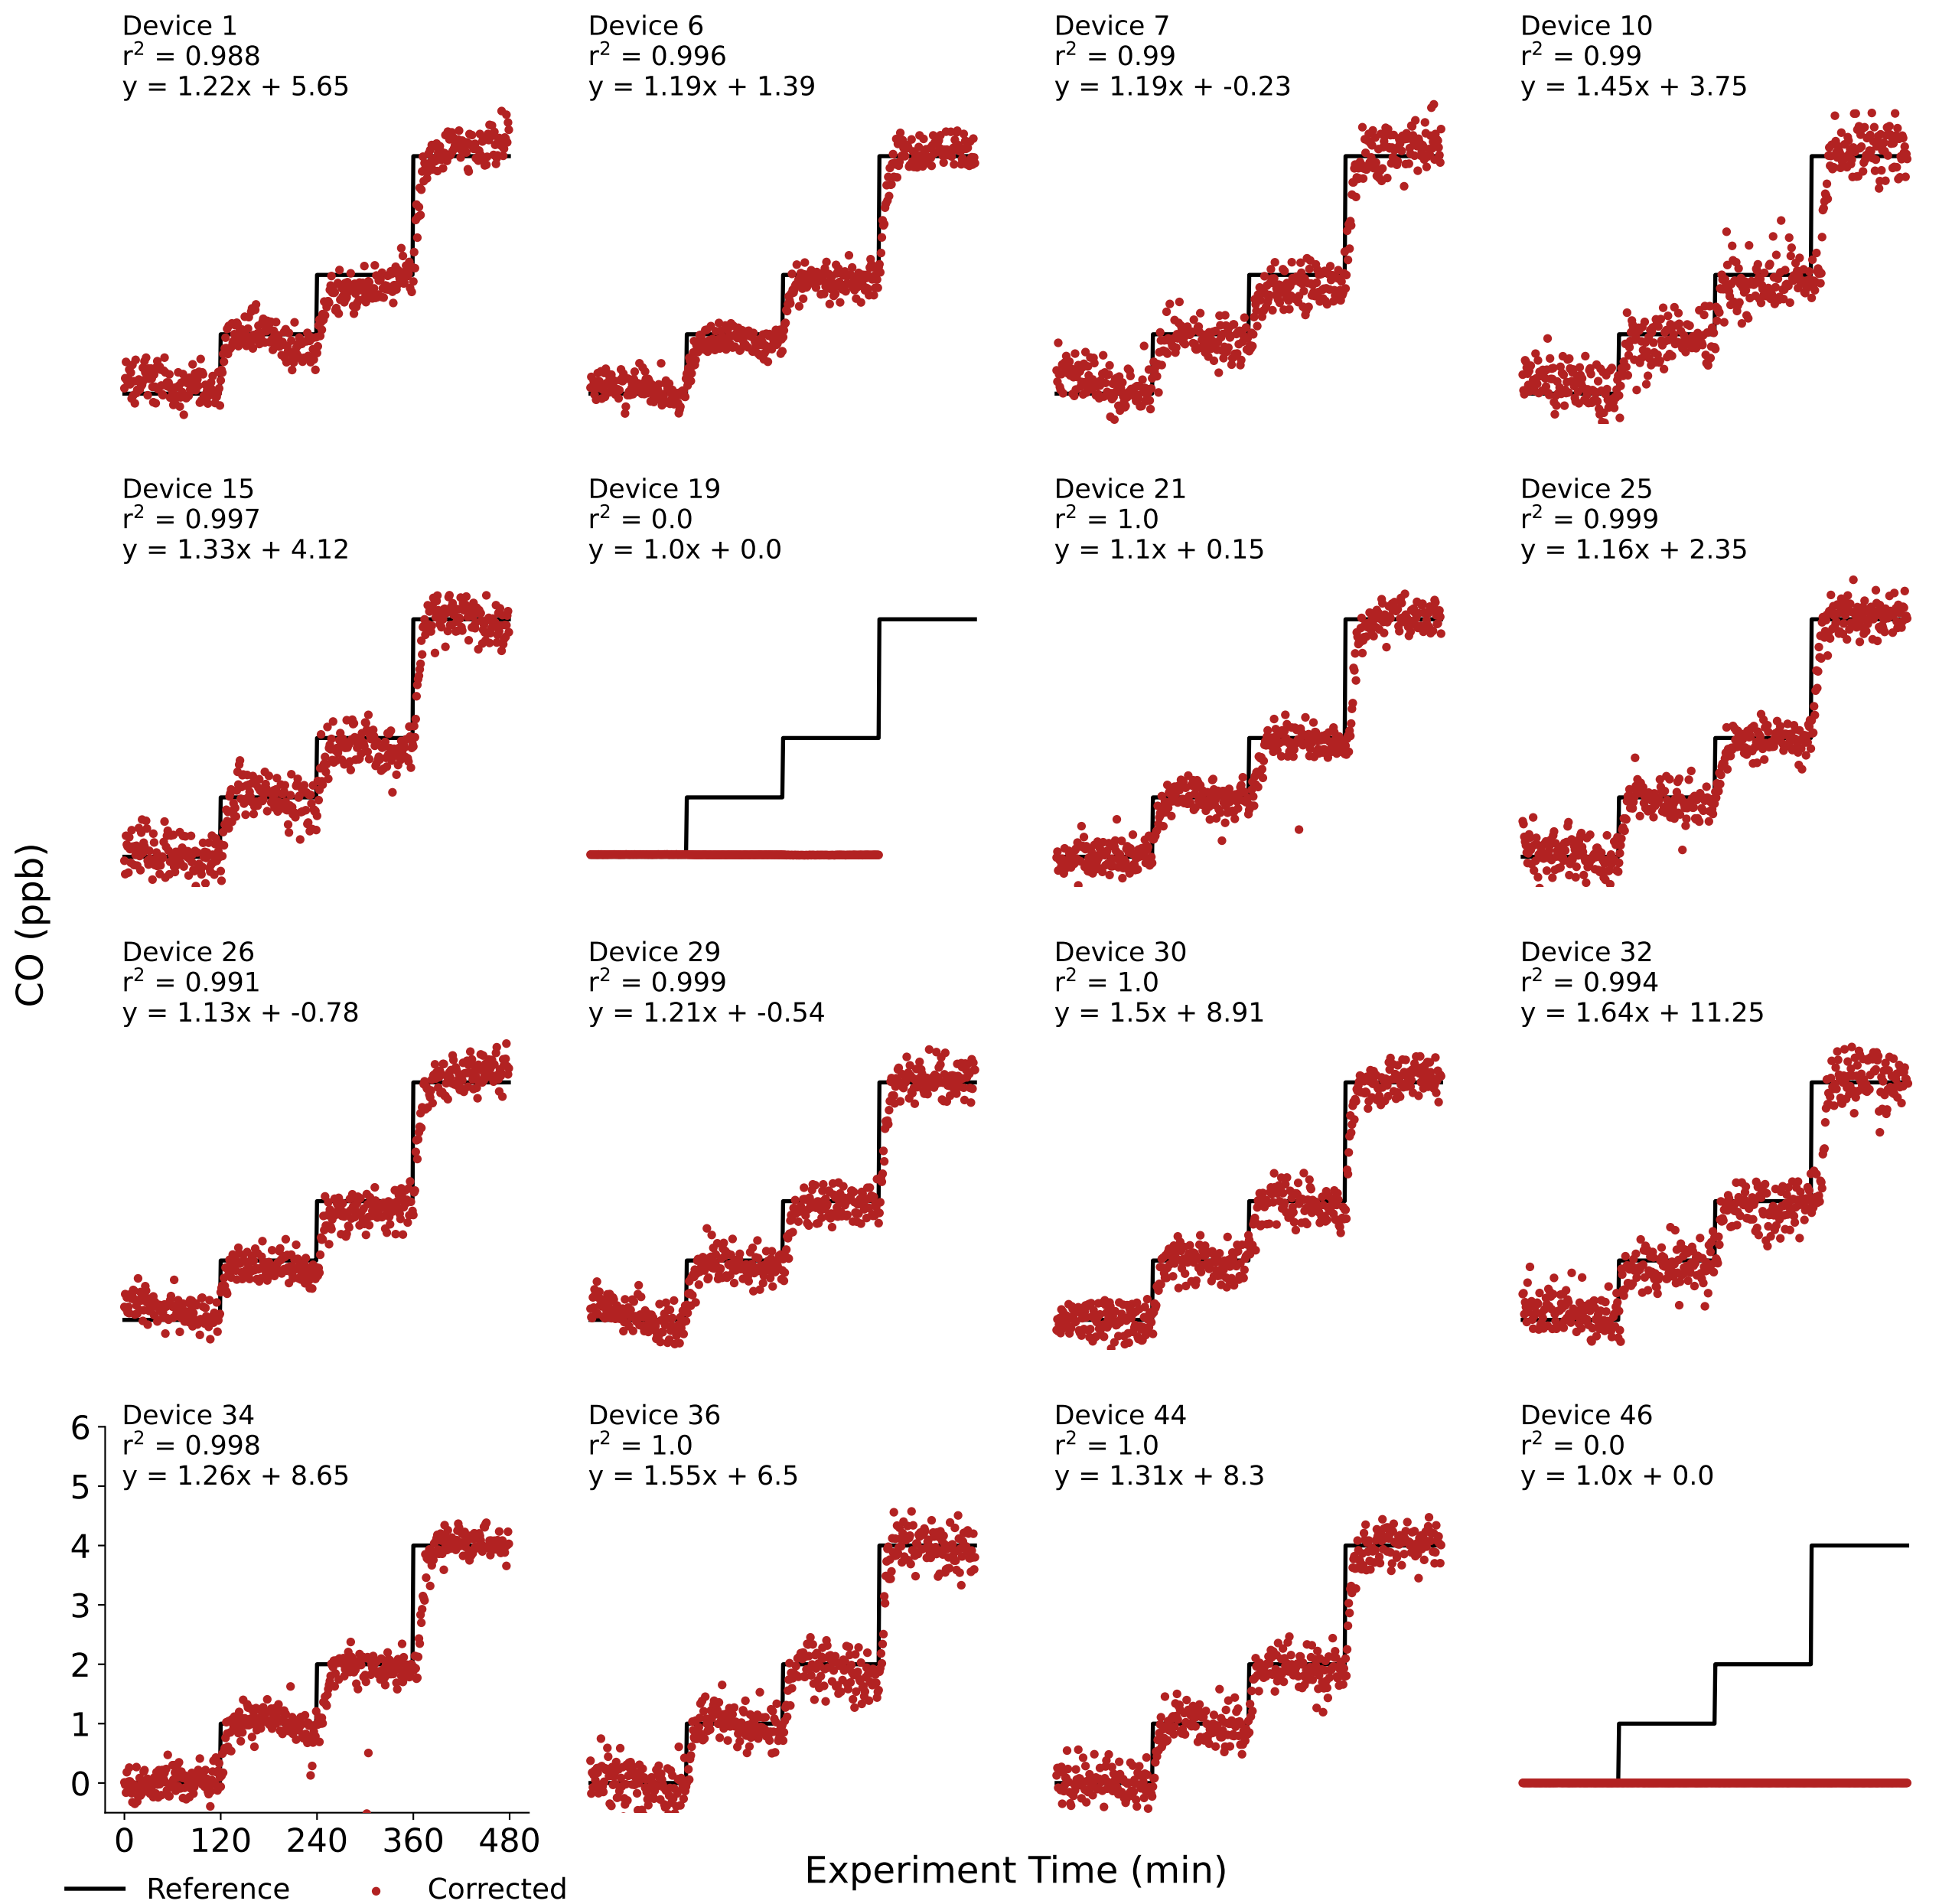 Device 1
r² = 0.988
y = 1.22x + 5.65
Device 6
r² = 0.996
y = 1.19x + 1.39
Device 7
r² = 0.99
y = 1.19x + -0.23
Device 10
r² = 0.99
y = 1.45x + 3.75
Device 15
r² = 0.997
y = 1.33x + 4.12
Device 19
r² = 0.0
y = 1.0x + 0.0
Device 21
r² = 1.0
y = 1.1x + 0.15
Device 25
r² = 0.999
y = 1.16x + 2.35
CO (ppb)
Device 26
r² = 0.991
y = 1.13x + -0.78
Device 29
r² = 0.999
y = 1.21x + -0.54
Device 30
r² = 1.0
y = 1.5x + 8.91
Device 32
r² = 0.994
y = 1.64x + 11.25
Device 34
r² = 0.998
y = 1.26x + 8.65
Device 36
r² = 1.0
y = 1.55x + 6.5
Device 44
r² = 1.0
y = 1.31x + 8.3
Device 46
r² = 0.0
y = 1.0x + 0.0
6
5
4
3
2
1
0
0 120 240 360 480
Experiment Time (min)
Reference Corrected